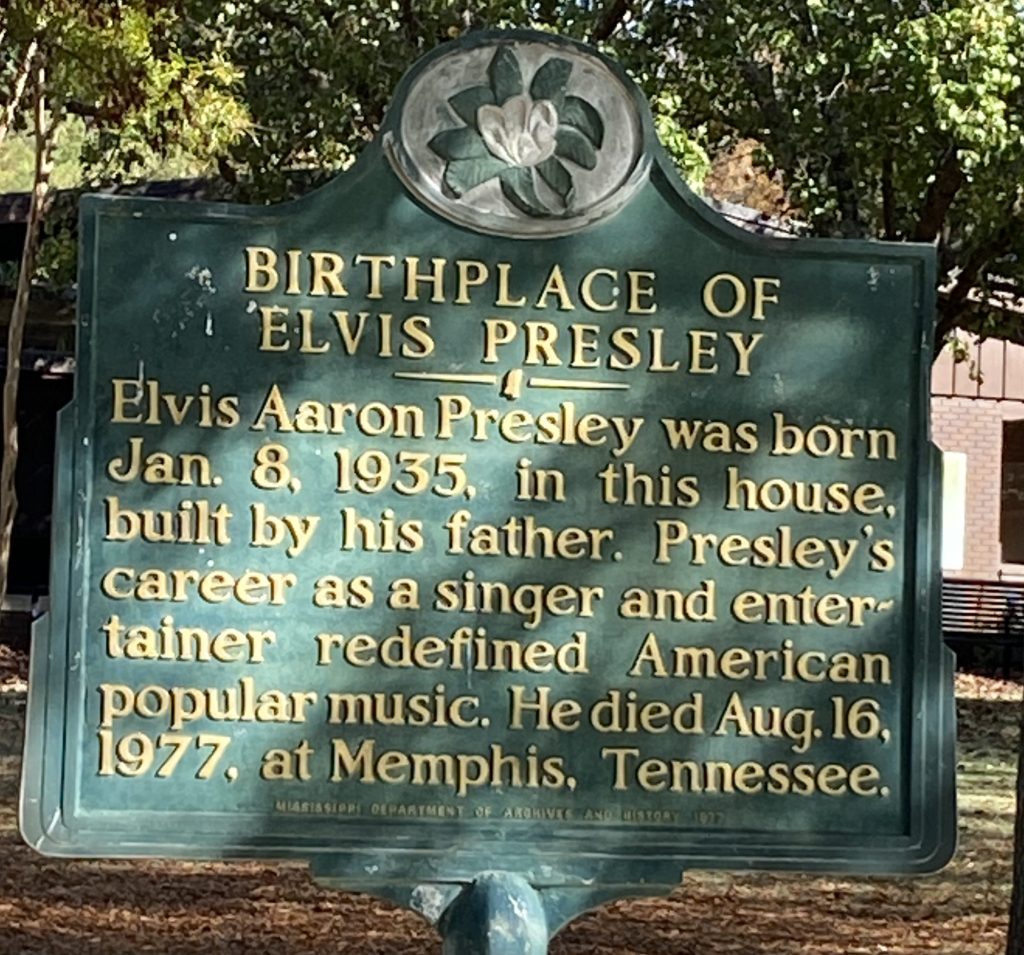 BIRTHPLACE OF
ELVIS PRESLEY
Elvis Aaron Presley was born
Jan. 8, 1935, in this house,
built by his father. Presley's
career as a singer and enter-
tainer redefined American
popular music. He died Aug. 16,
1977, at Memphis, Tennessee.
MISSISSIPPI DEPARTMENT OF ARCHIVES AND HISTORY 1977